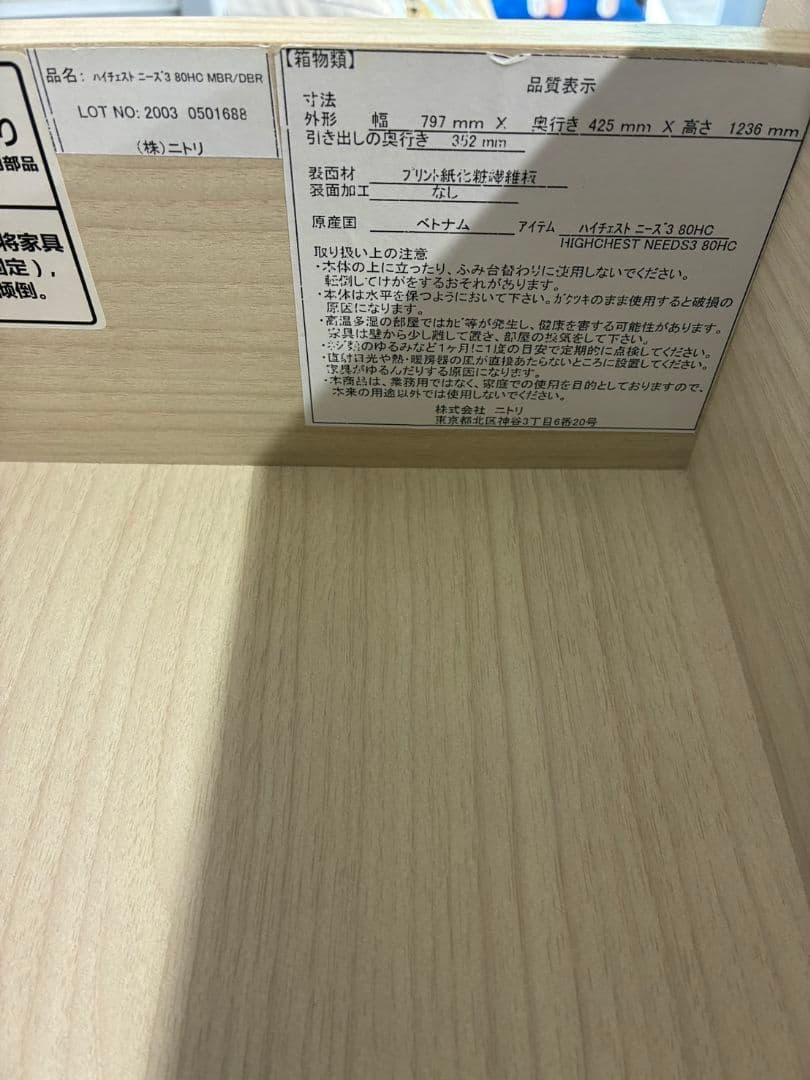 品名: ハイチェスト ニーズ3 80HC MBR/DBR
LOT NO: 2003 0501688
(株)ニトリ
部品
将家具
固定),
倾倒。
【箱物類】
品質表示
寸法
外形 幅 797 mm X 奥行き 425 mm X 高さ 1236 mm
引き出しの奥行き 352 mm
表面材 プリント紙化粧繊維板
表面加工 なし
原産国 ベトナム アイテム ハイチェスト ニーズ3 80HC
HIGHCHEST NEEDS3 80HC
取り扱い上の注意
・本体の上に立ったり、ふみ台替わりに使用しないでください。
転倒してけがをするおそれがあります。
・本体は水平を保つようにおいて下さい。ガタツキのまま使用すると破損の
原因になります。
・高温多湿の部屋ではカビ等が発生し、健康を害する可能性があります。
家具は壁から少し離して置き、部屋の換気をして下さい。
・ネジ類のゆるみなど1ヶ月に1度の目安で定期的に点検してください。
・直射日光や熱・暖房器の風が直接あたらないところに設置してください。
家具がゆるんだりする原因になります。
・本商品は、業務用ではなく、家庭での使用を目的としておりますので、
本来の用途以外では使用しないでください。
株式会社 ニトリ
東京都北区神谷3丁目6番20号